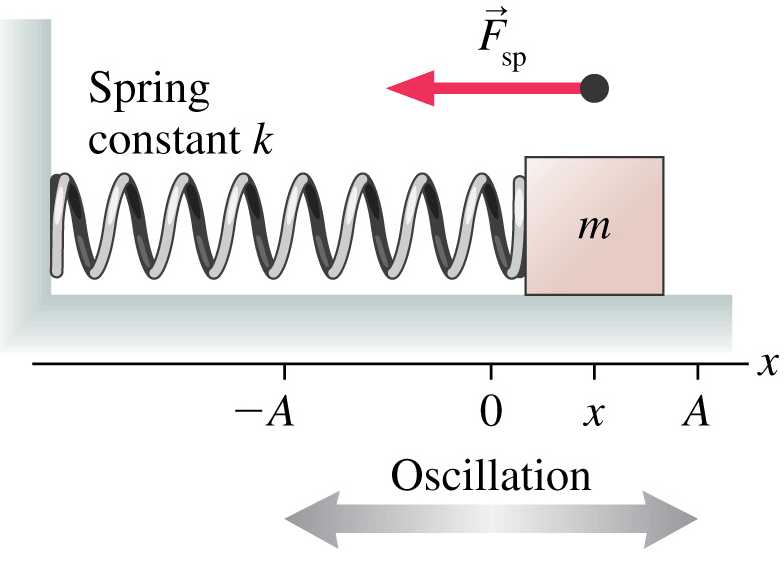 F⃗sp
Spring
constant k
m
x
−A 0 x A
Oscillation